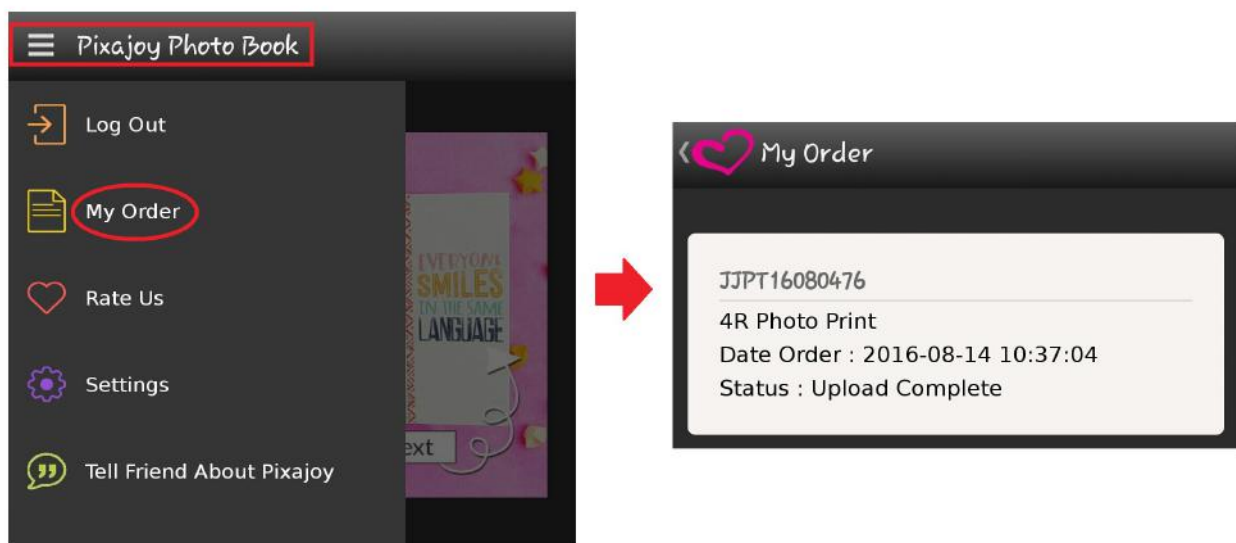 Pixajoy Photo Book
Log Out
My Order
Rate Us
Settings
Tell Friend About Pixajoy
EVERYONE
SMILES
IN THE SAME
LANGUAGE
ext
My Order
JJPT16080476
4R Photo Print
Date Order : 2016-08-14 10:37:04
Status : Upload Complete